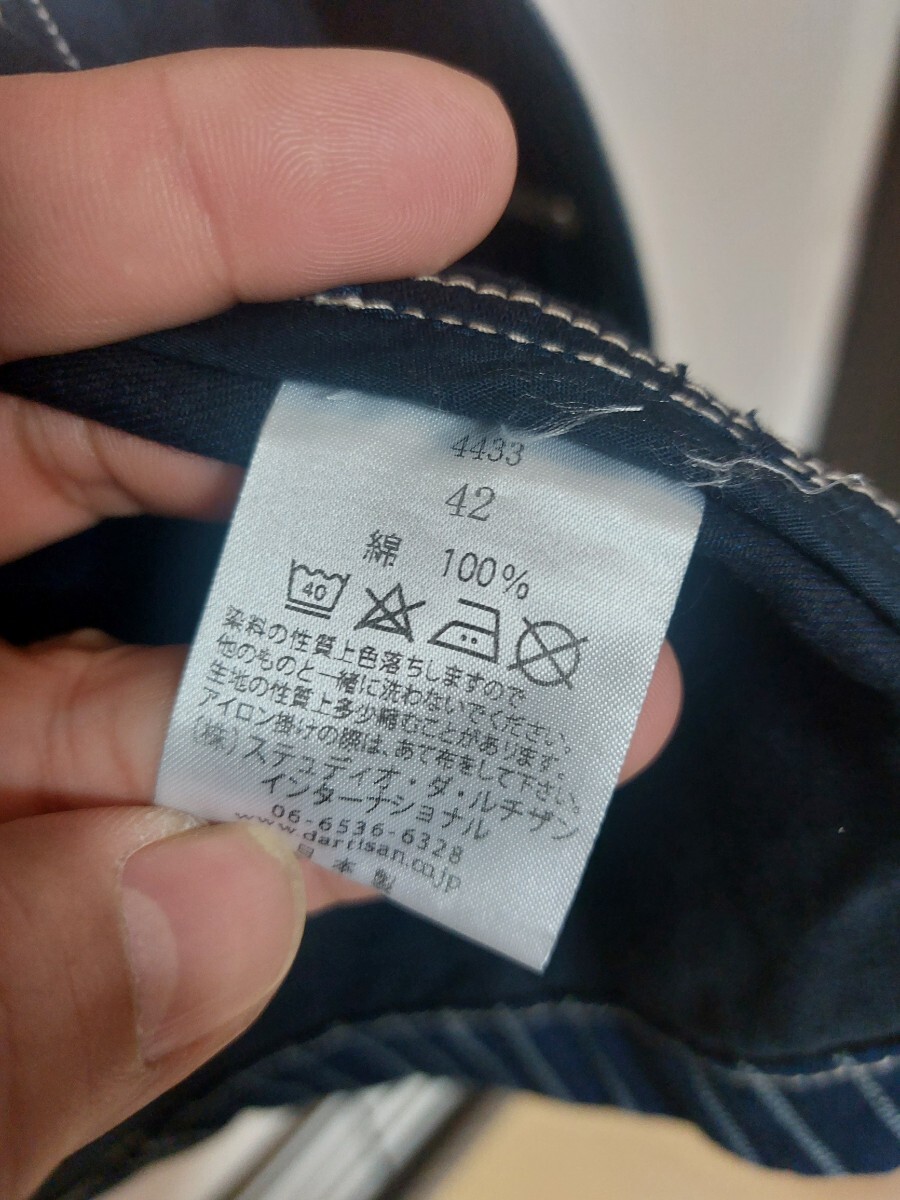 4433
42
綿 100%
40
染料の性質上色落ちしますので
他のものと一緒に洗わないでください。
生地の性質上多少縮むことがあります。
アイロン掛けの際は、あて布をして下さい。
(株)ステュディオ・ダ・ルチザン
インターナショナル
06-6536-6328
www.dartisan.co.jp
日本製